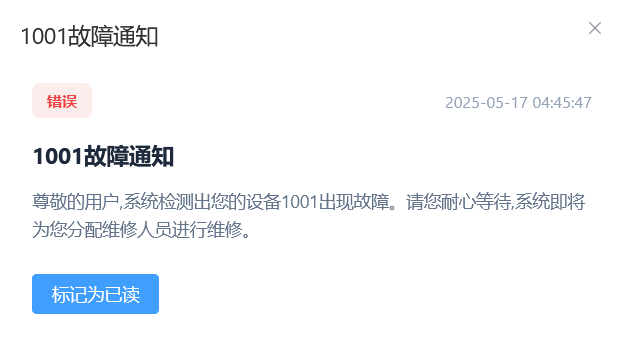 1001故障通知
错误
2025-05-17 04:45:47
1001故障通知
尊敬的用户,系统检测出您的设备1001出现故障。请您耐心等待,系统即将
为您分配维修人员进行维修。
标记为已读